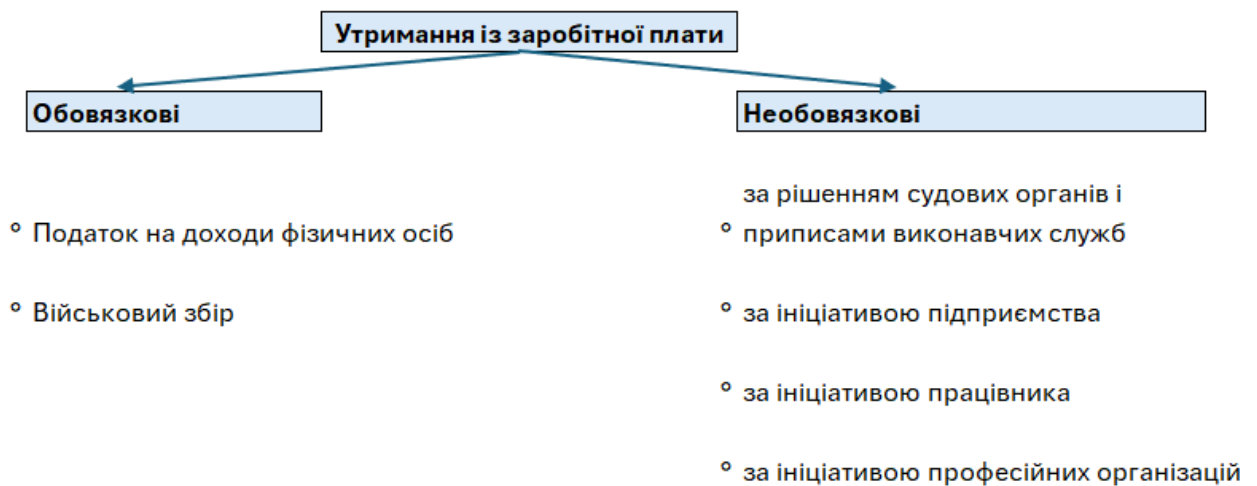 Утримання із заробітної плати
Обовязкові
Необовязкові
° Податок на доходи фізичних осіб
° Військовий збір
за рішенням судових органів і
° приписами виконавчих служб
° за ініціативою підприємства
° за ініціативою працівника
° за ініціативою професійних організацій